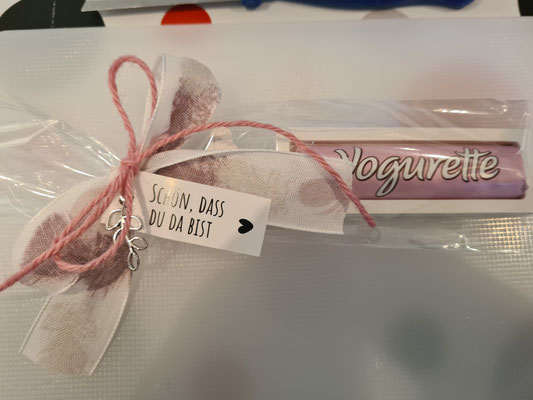 Yogurette
SCHÖN, DASS
DU DA BIST